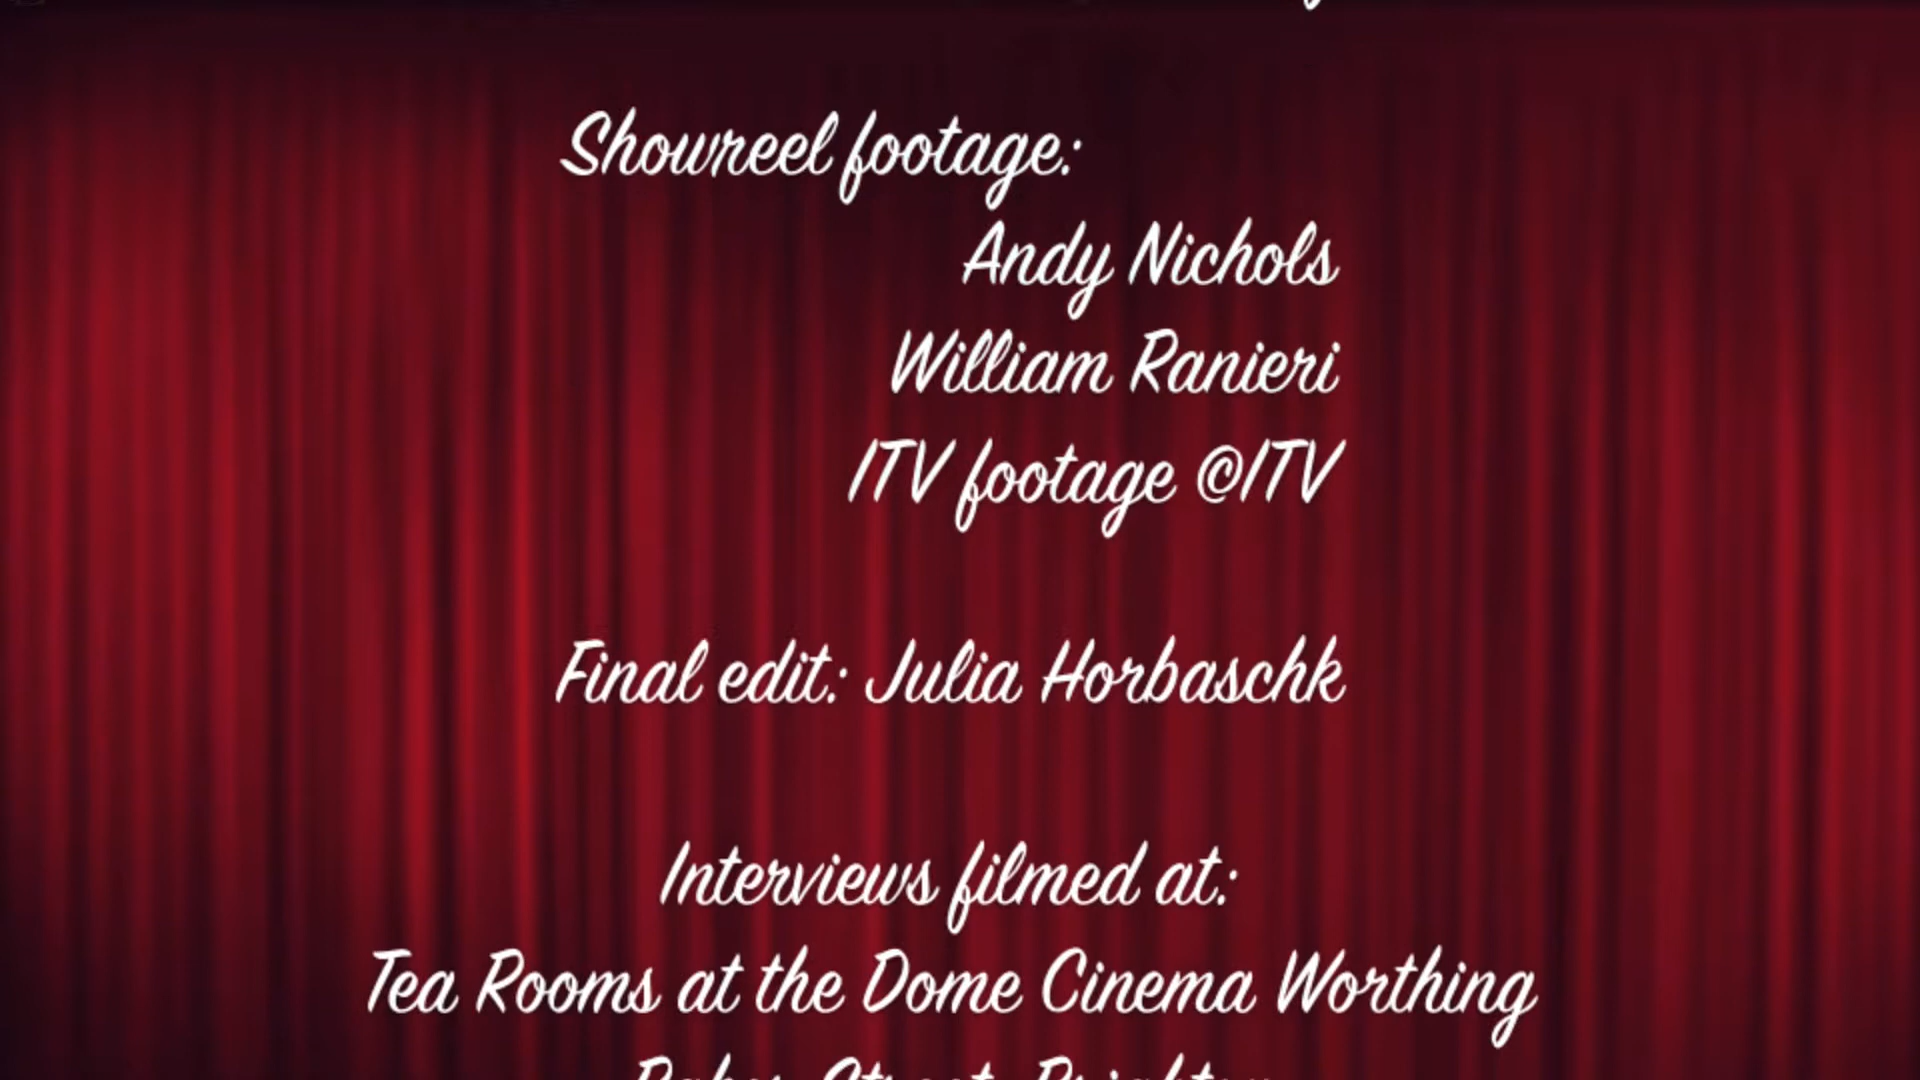 Showreel footage:
Andy Nichols
William Ranieri
ITV footage @ITV
Final edit: Julia Horbaschk
Interviews filmed at:
Tea Rooms at the Dome Cinema Worthing